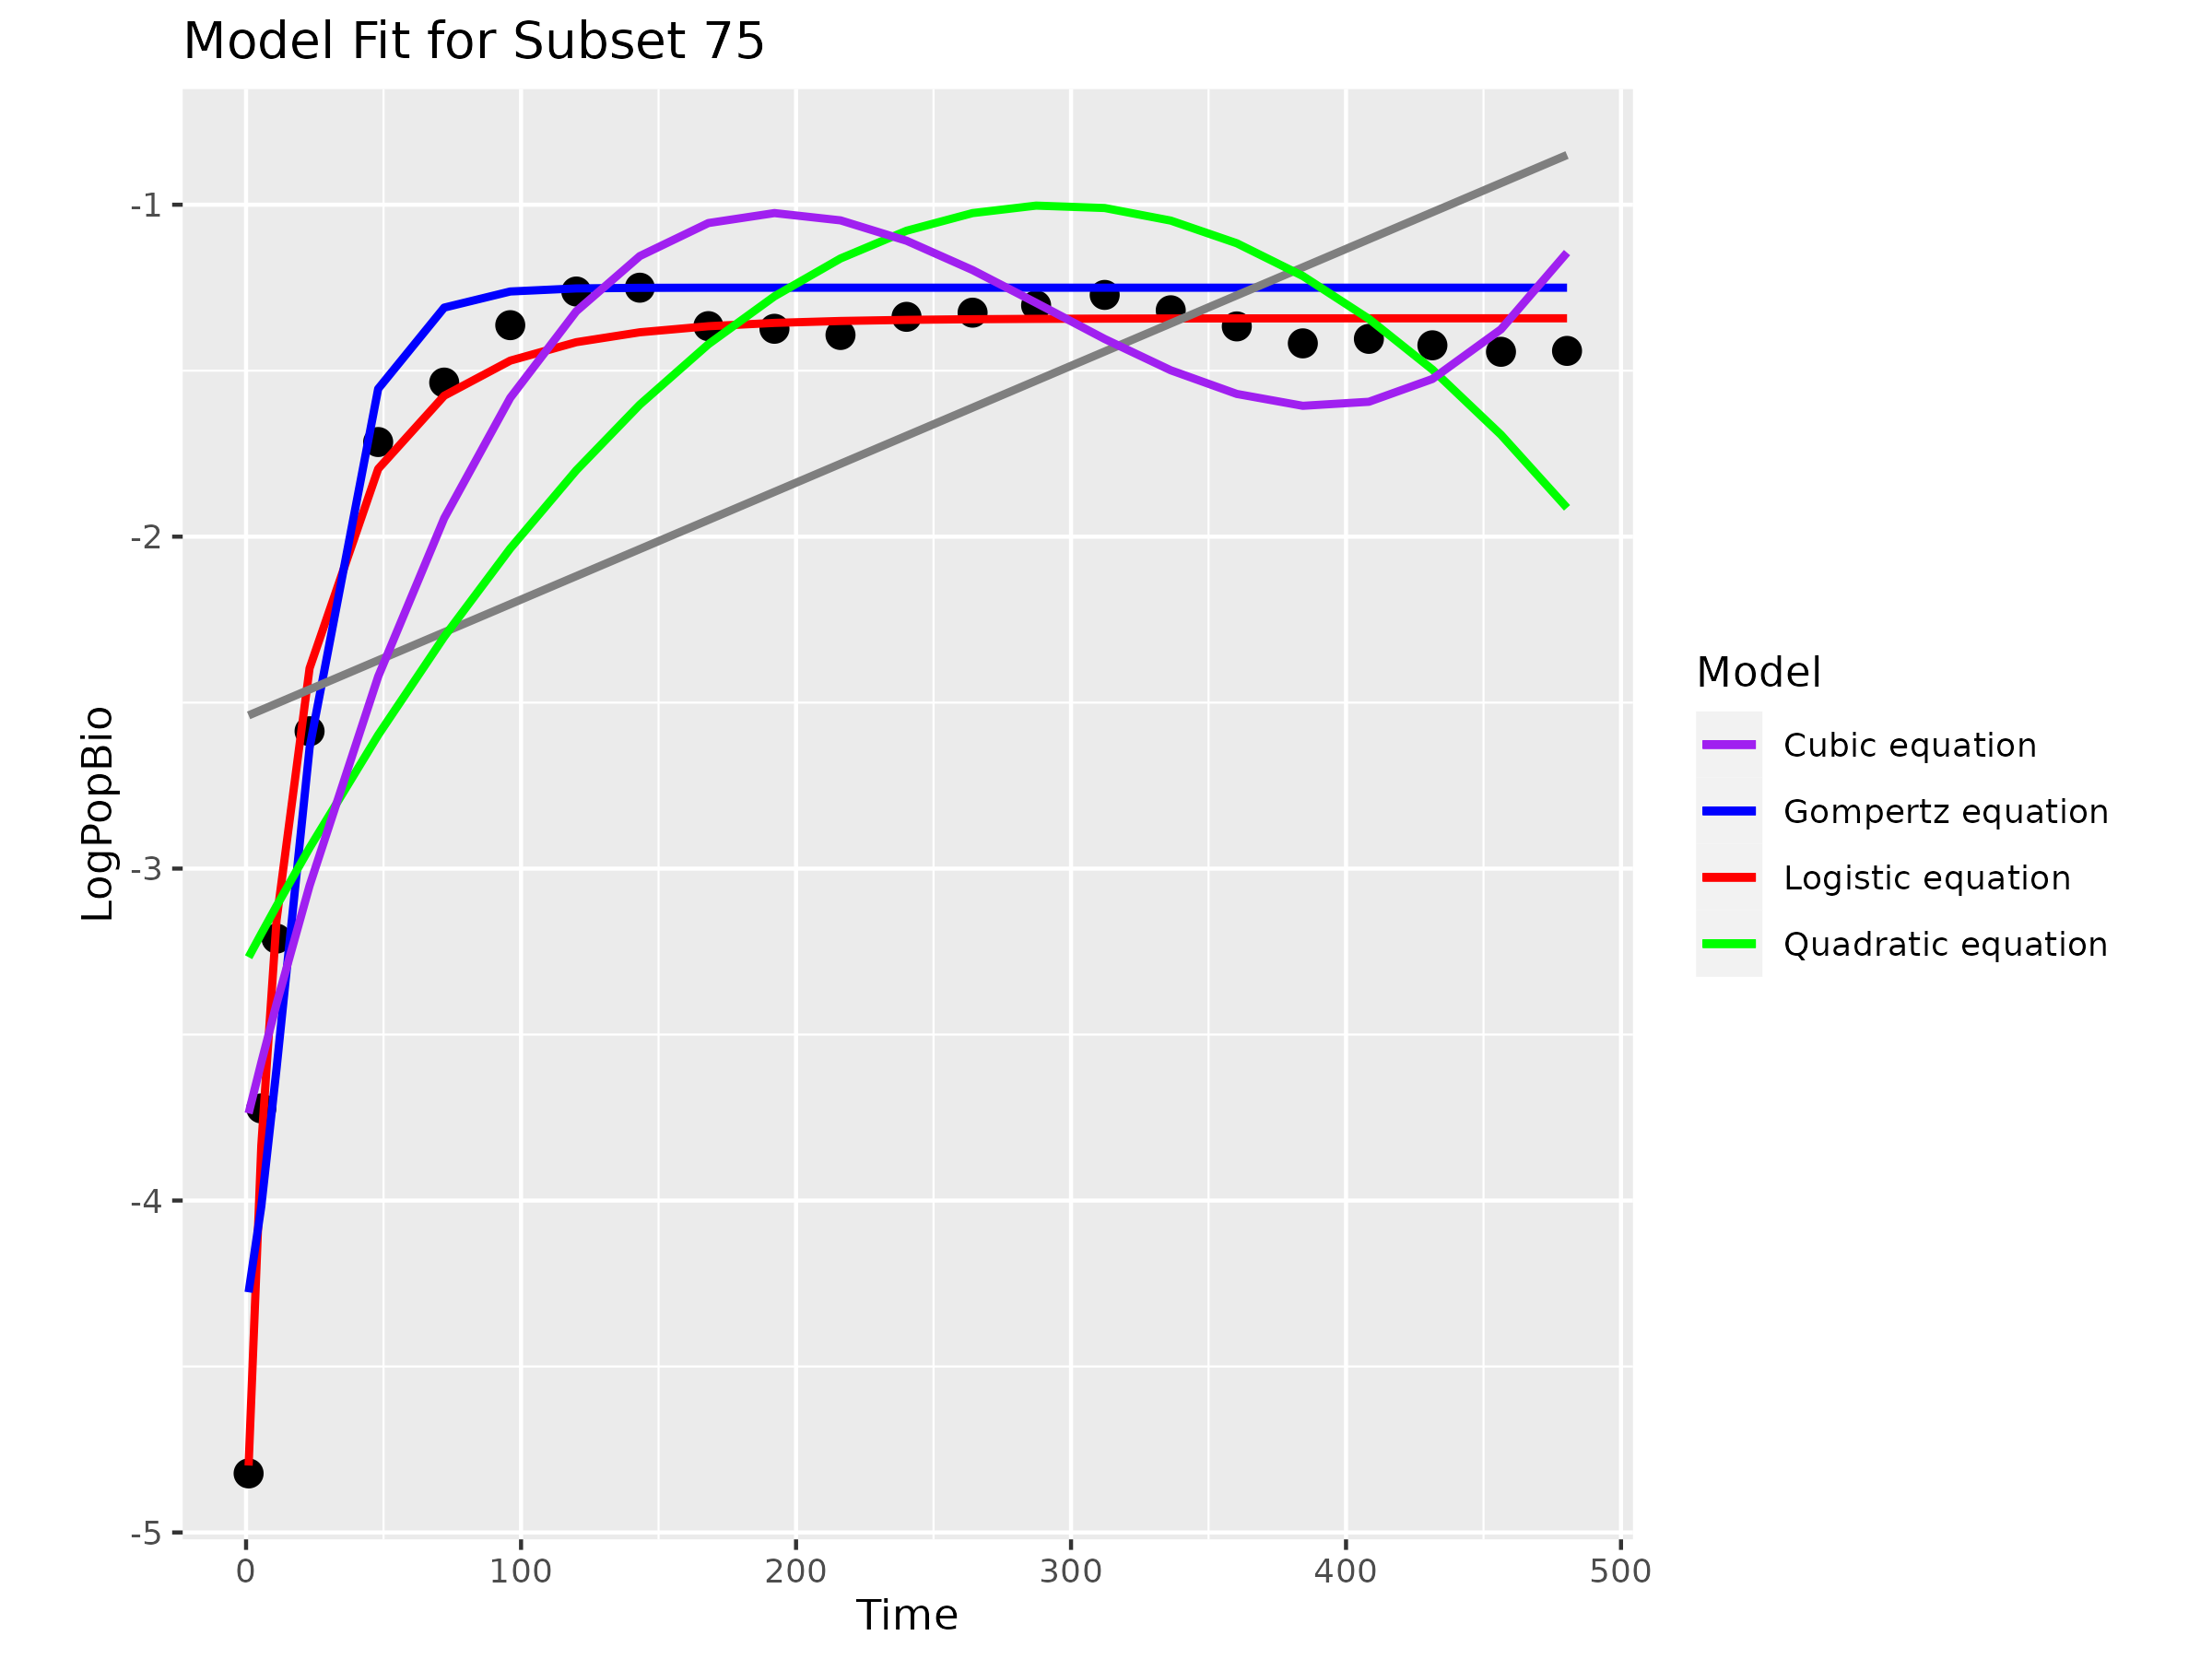 Model Fit for Subset 75
-1
-2
-3
-4
-5
LogPopBio
0 100 200 300 400 500
Time
Model
Cubic equation
Gompertz equation
Logistic equation
Quadratic equation